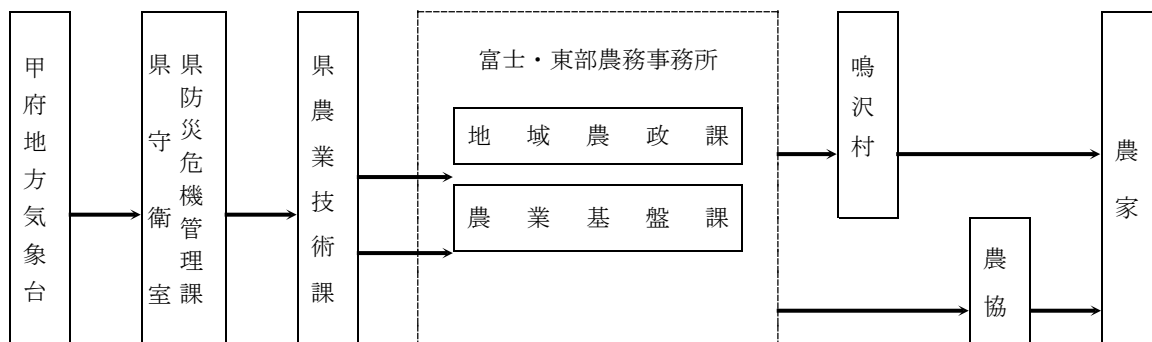 甲府地方気象台
県防災危機管理課
県守衛室
県農業技術課
富士・東部農務事務所
地域農政課
農業基盤課
鳴沢村
農協
農家